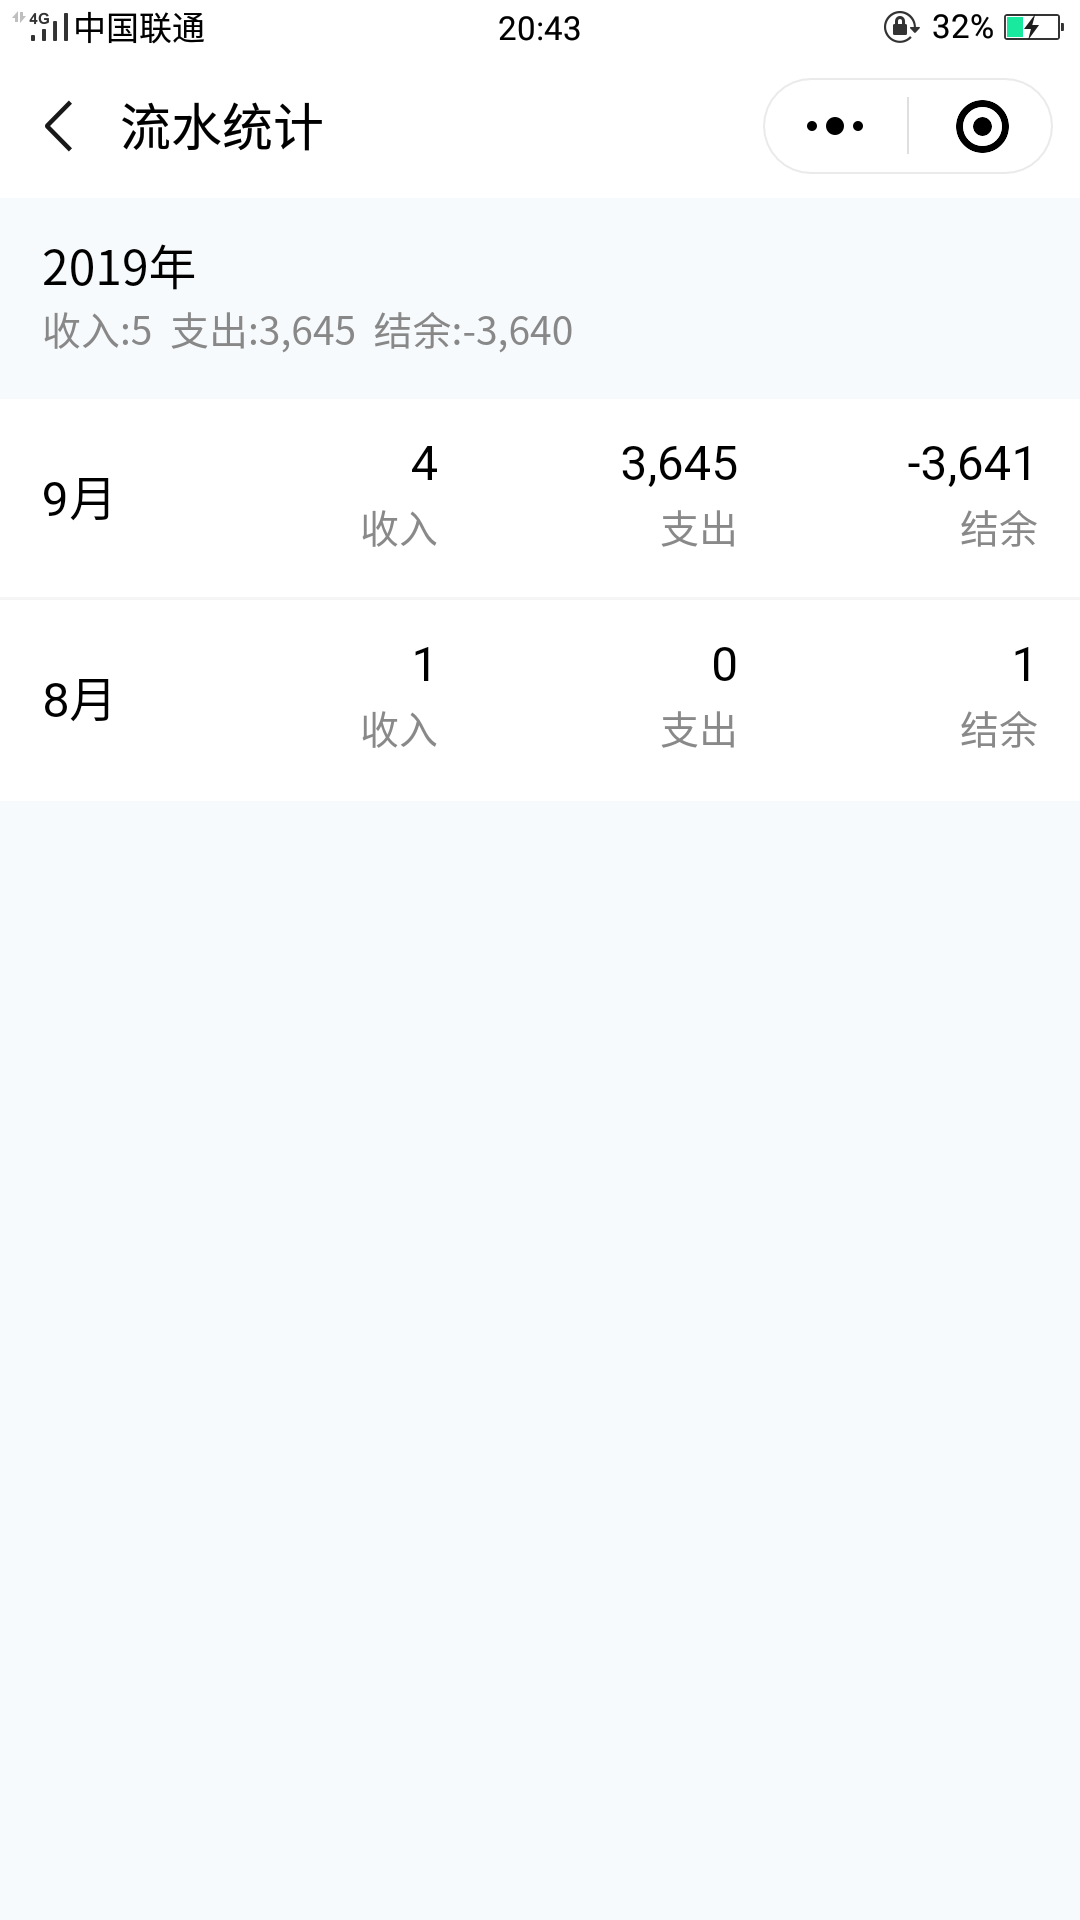 4G 中国联通 20:43 32%
流水统计
2019年
收入:5 支出:3,645 结余:-3,640
9月 4 3,645 -3,641
收入 支出 结余
8月 1 0 1
收入 支出 结余